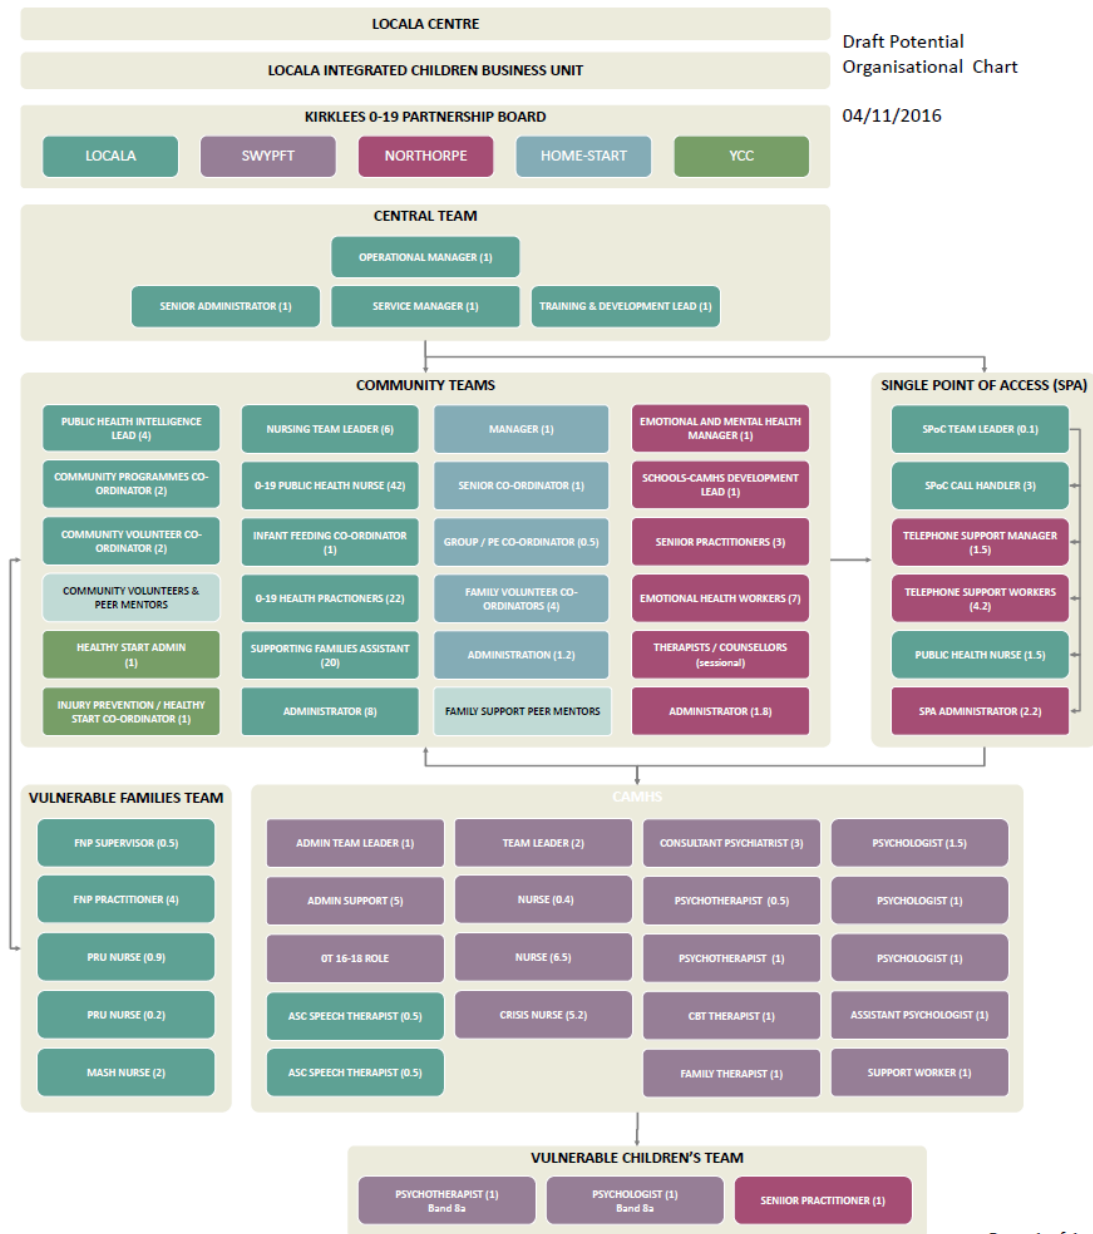 LOCALA CENTRE
Draft Potential
Organisational Chart
LOCALA INTEGRATED CHILDREN BUSINESS UNIT
04/11/2016
KIRKLEES 0-19 PARTNERSHIP BOARD
LOCALA
SWYPFT
NORTHORPE
HOME-START
YCC
CENTRAL TEAM
OPERATIONAL MANAGER (1)
SENIOR ADMINISTRATOR (1)
SERVICE MANAGER (1)
TRAINING & DEVELOPMENT LEAD (1)
COMMUNITY TEAMS
PUBLIC HEALTH INTELLIGENCE
LEAD (4)
COMMUNITY PROGRAMMES CO-
ORDINATOR (2)
COMMUNITY VOLUNTEER CO-
ORDINATOR (2)
COMMUNITY VOLUNTEERS &
PEER MENTORS
HEALTHY START ADMIN
(1)
INJURY PREVENTION / HEALTHY
START CO-ORDINATOR (1)
NURSING TEAM LEADER (6)
0-19 PUBLIC HEALTH NURSE (42)
INFANT FEEDING CO-ORDINATOR
(1)
0-19 HEALTH PRACTIONERS (22)
SUPPORTING FAMILIES ASSISTANT
(20)
ADMINISTRATOR (8)
MANAGER (1)
SENIOR CO-ORDINATOR (1)
GROUP / PE CO-ORDINATOR (0.5)
FAMILY VOLUNTEER CO-
ORDINATORS (4)
ADMINISTRATION (1.2)
FAMILY SUPPORT PEER MENTORS
EMOTIONAL AND MENTAL HEALTH
MANAGER (1)
SCHOOLS-CAMHS DEVELOPMENT
LEAD (1)
SENIIOR PRACTITIONERS (3)
EMOTIONAL HEALTH WORKERS (7)
THERAPISTS / COUNSELLORS
(sessional)
ADMINISTRATOR (1.8)
SINGLE POINT OF ACCESS (SPA)
SPoC TEAM LEADER (0.1)
SPoC CALL HANDLER (3)
TELEPHONE SUPPORT MANAGER
(1.5)
TELEPHONE SUPPORT WORKERS
(4.2)
PUBLIC HEALTH NURSE (1.5)
SPA ADMINISTRATOR (2.2)
VULNERABLE FAMILIES TEAM
FNP SUPERVISOR (0.5)
FNP PRACTITIONER (4)
PRU NURSE (0.9)
PRU NURSE (0.2)
MASH NURSE (2)
CAMHS
ADMIN TEAM LEADER (1)
ADMIN SUPPORT (5)
0T 16-18 ROLE
ASC SPEECH THERAPIST (0.5)
ASC SPEECH THERAPIST (0.5)
TEAM LEADER (2)
NURSE (0.4)
NURSE (6.5)
CRISIS NURSE (5.2)
CONSULTANT PSYCHIATRIST (3)
PSYCHOTHERAPIST (0.5)
PSYCHOTHERAPIST (1)
CBT THERAPIST (1)
FAMILY THERAPIST (1)
PSYCHOLOGIST (1.5)
PSYCHOLOGIST (1)
PSYCHOLOGIST (1)
ASSISTANT PSYCHOLOGIST (1)
SUPPORT WORKER (1)
VULNERABLE CHILDREN'S TEAM
PSYCHOTHERAPIST (1)
Band 8a
PSYCHOLOGIST (1)
Band 8a
SENIIOR PRACTITIONER (1)